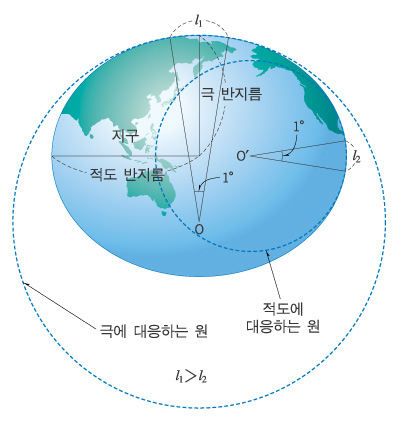 l₁
극 반지름
지구
1°
O′
l₂
적도 반지름
1°
O
적도에
대응하는 원
극에 대응하는 원
l₁>l₂